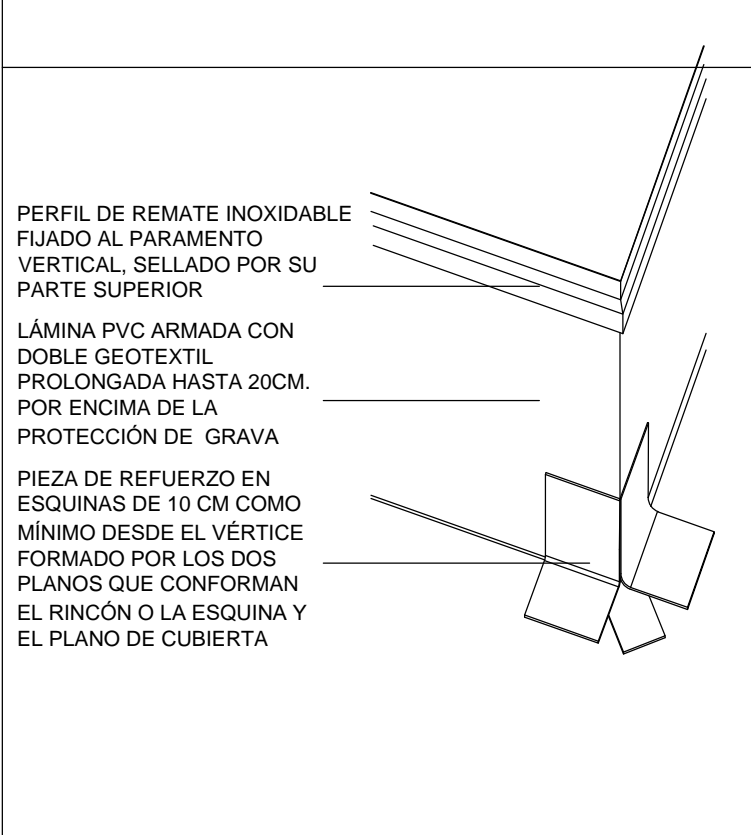 PERFIL DE REMATE INOXIDABLE
FIJADO AL PARAMENTO
VERTICAL, SELLADO POR SU
PARTE SUPERIOR
LÁMINA PVC ARMADA CON
DOBLE GEOTEXTIL
PROLONGADA HASTA 20CM.
POR ENCIMA DE LA
PROTECCIÓN DE GRAVA
PIEZA DE REFUERZO EN
ESQUINAS DE 10 CM COMO
MÍNIMO DESDE EL VÉRTICE
FORMADO POR LOS DOS
PLANOS QUE CONFORMAN
EL RINCÓN O LA ESQUINA Y
EL PLANO DE CUBIERTA